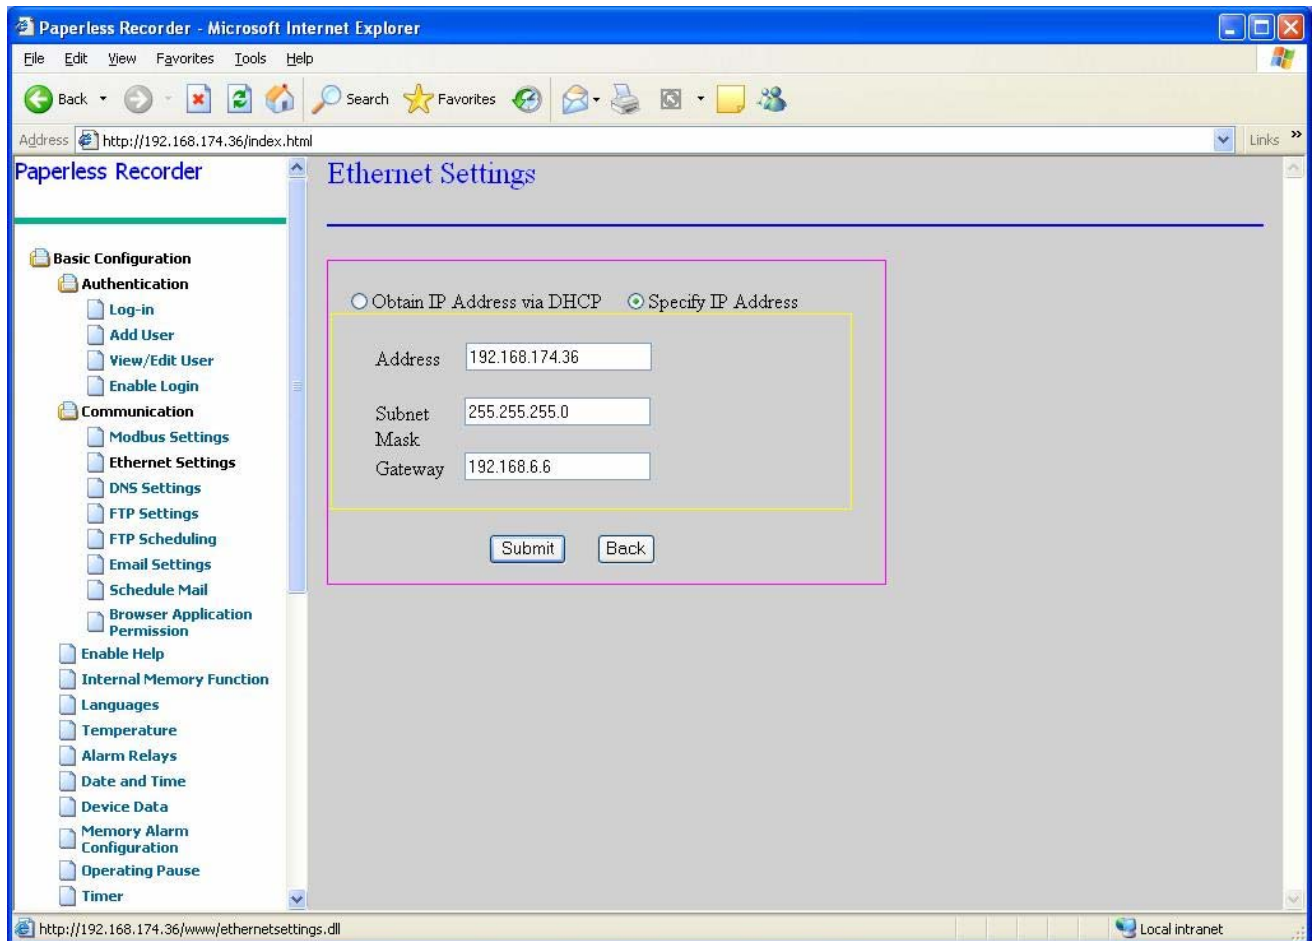 Paperless Recorder - Microsoft Internet Explorer
File Edit View Favorites Tools Help
Back Search Favorites
Address http://192.168.174.36/index.html Links »
Paperless Recorder
Basic Configuration
Authentication
Log-in
Add User
View/Edit User
Enable Login
Communication
Modbus Settings
Ethernet Settings
DNS Settings
FTP Settings
FTP Scheduling
Email Settings
Schedule Mail
Browser Application
Permission
Enable Help
Internal Memory Function
Languages
Temperature
Alarm Relays
Date and Time
Device Data
Memory Alarm
Configuration
Operating Pause
Timer
Ethernet Settings
Obtain IP Address via DHCP Specify IP Address
Address 192.168.174.36
Subnet Mask 255.255.255.0
Gateway 192.168.6.6
Submit Back
http://192.168.174.36/www/ethernetsettings.dll Local intranet